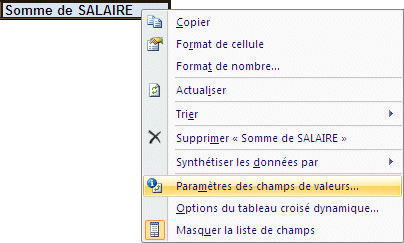 Somme de SALAIRE
Copier
Format de cellule
Format de nombre...
Actualiser
Trier
Supprimer « Somme de SALAIRE »
Synthétiser les données par
Paramètres des champs de valeurs...
Options du tableau croisé dynamique...
Masquer la liste de champs